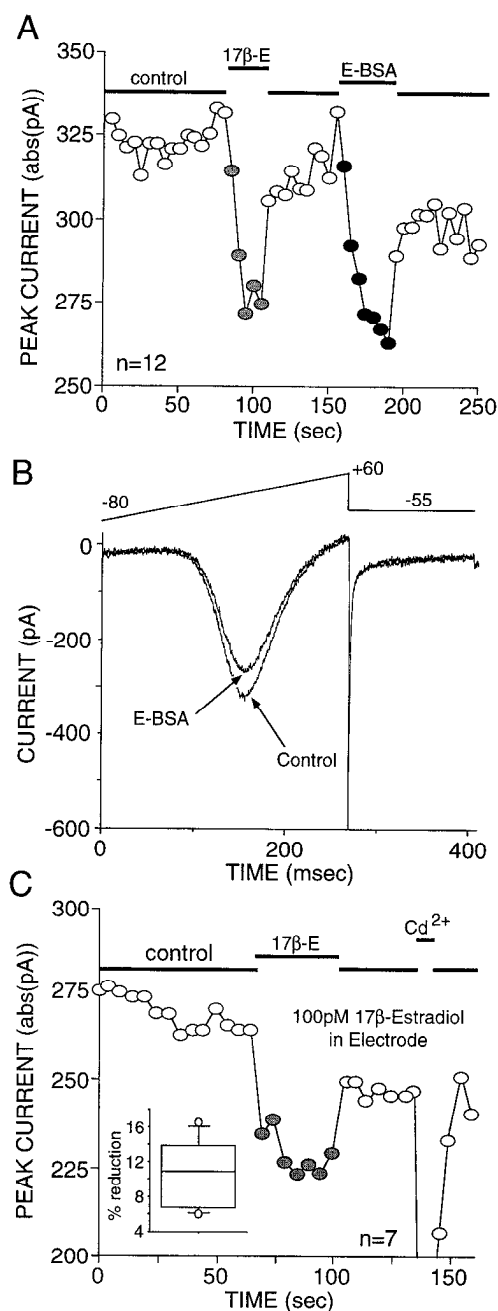 A
350
325
300
275
250
PEAK CURRENT (abs(pA))
control
17β-E
E-BSA
n=12
0
50
100
150
200
250
TIME (sec)
B
-80
+60
-55
0
-200
-400
-600
CURRENT (pA)
E-BSA
Control
0
200
400
TIME (msec)
C
300
275
250
225
200
PEAK CURRENT (abs(pA))
control
17β-E
Cd2+
100pM 17β-Estradiol
in Electrode
16
12
8
4
% reduction
n=7
0
50
100
150
TIME (sec)